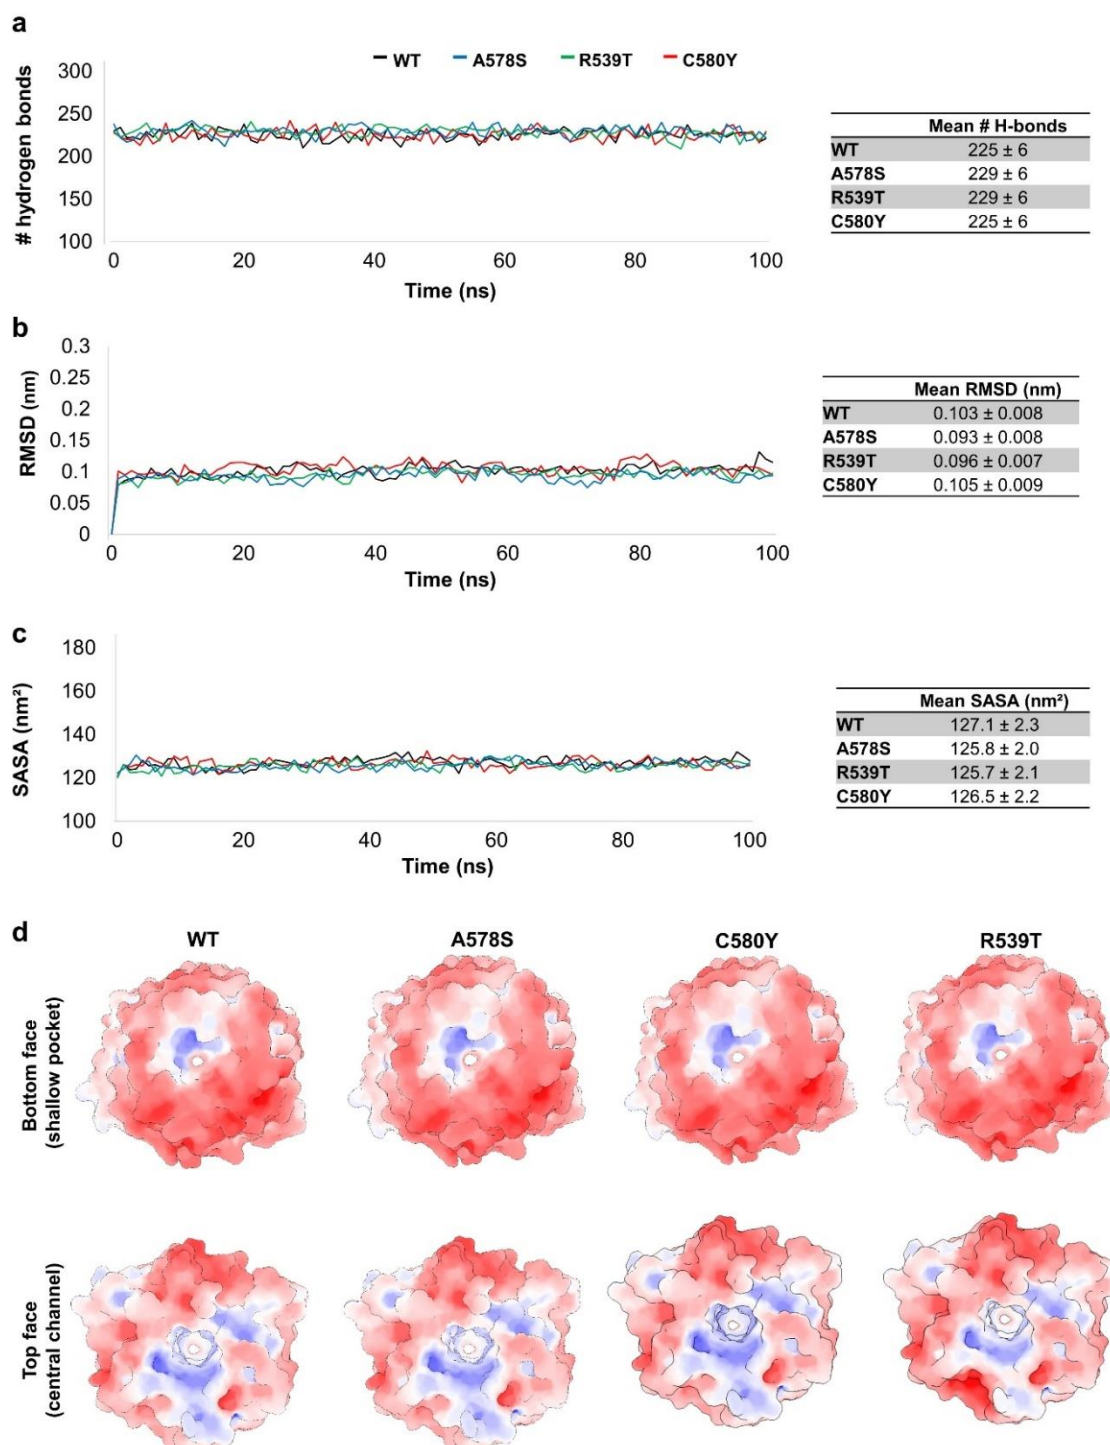 a
WT A578S R539T C580Y
300
250
200
150
100
# hydrogen bonds
0 20 40 60 80 100
Time (ns)
Mean # H-bonds
WT 225 ± 6
A578S 229 ± 6
R539T 229 ± 6
C580Y 225 ± 6
b
0.3
0.25
0.2
0.15
0.1
0.05
0
RMSD (nm)
0 20 40 60 80 100
Time (ns)
Mean RMSD (nm)
WT 0.103 ± 0.008
A578S 0.093 ± 0.008
R539T 0.096 ± 0.007
C580Y 0.105 ± 0.009
c
180
160
140
120
100
SASA (nm²)
0 20 40 60 80 100
Time (ns)
Mean SASA (nm²)
WT 127.1 ± 2.3
A578S 125.8 ± 2.0
R539T 125.7 ± 2.1
C580Y 126.5 ± 2.2
d
WT A578S C580Y R539T
Bottom face
(shallow pocket)
Top face
(central channel)